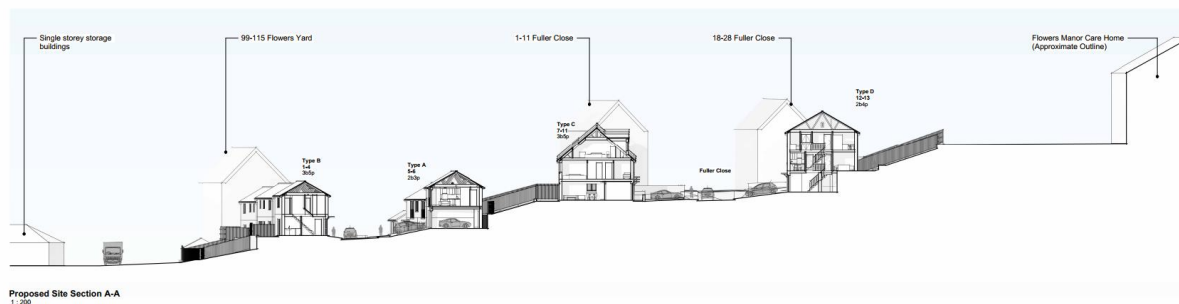 Single storey storage
buildings
99-115 Flowers Yard
1-11 Fuller Close
18-28 Fuller Close
Flowers Manor Care Home
(Approximate Outline)
Type D
12-13
2b4p
Type C
7-11
3b5p
Type B
1-4
3b5p
Type A
5-6
2b3p
Fuller Close
Proposed Site Section A-A
1 : 200